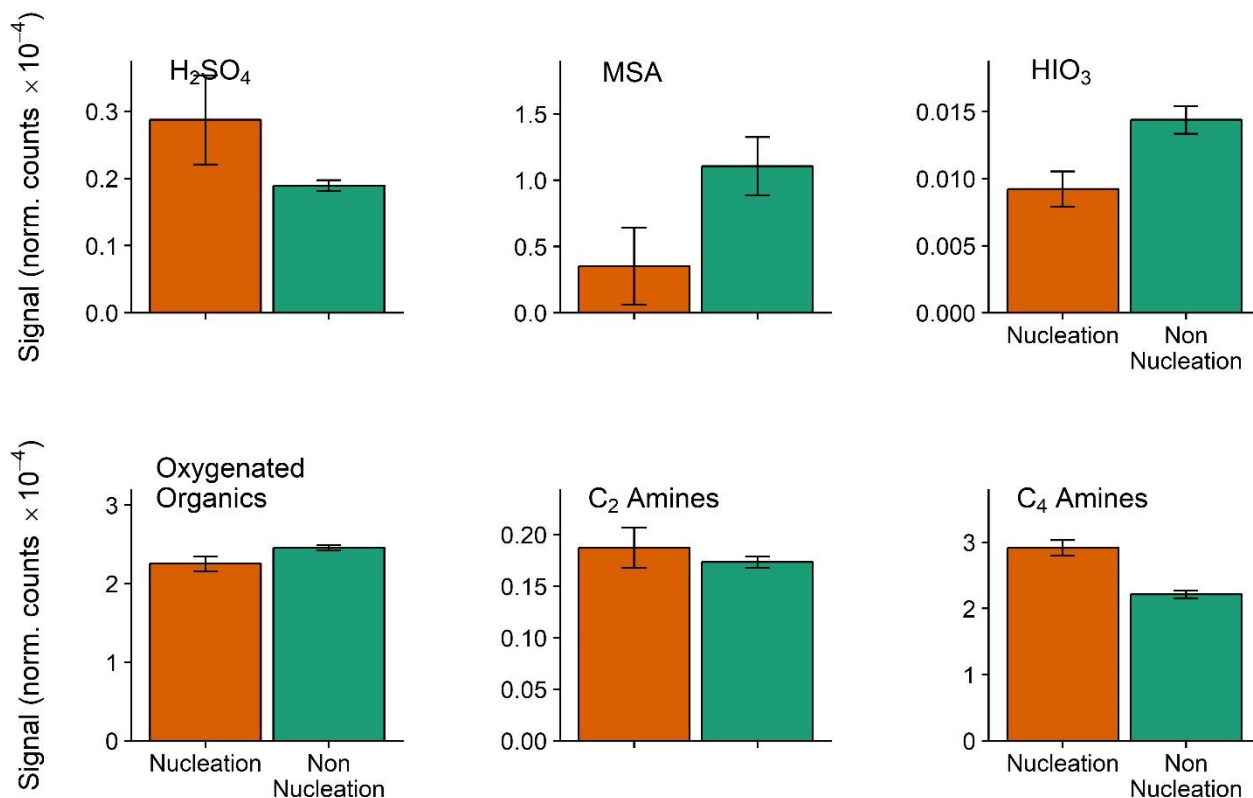 Signal (norm. counts × 10⁻⁴)
H₂SO₄
0.3
0.2
0.1
0.0
MSA
1.5
1.0
0.5
0.0
HIO₃
0.015
0.010
0.005
0.000
Nucleation
Non
Nucleation
Signal (norm. counts × 10⁻⁴)
Oxygenated
Organics
3
2
1
0
Nucleation
Non
Nucleation
C₂ Amines
0.20
0.15
0.10
0.05
0.00
C₄ Amines
3
2
1
0
Nucleation
Non
Nucleation